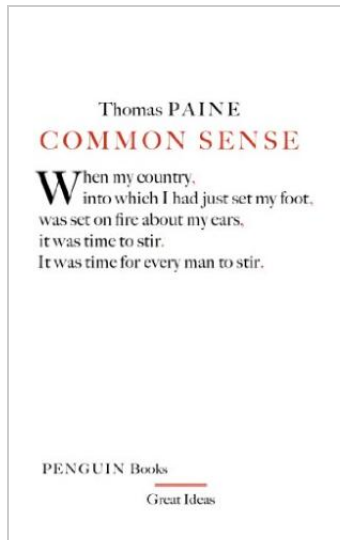 Thomas PAINE
COMMON SENSE
When my country,
into which I had just set my foot,
was set on fire about my ears,
it was time to stir.
It was time for every man to stir.
PENGUIN Books
Great Ideas